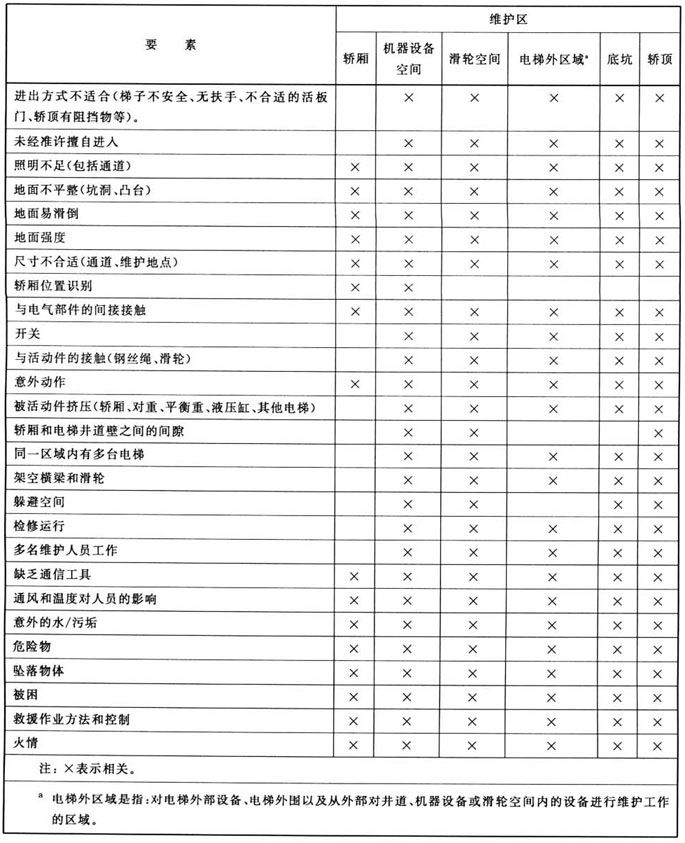 要 素 维护区
轿厢 机器设备空间 滑轮空间 电梯外区域ᵃ 底坑 轿顶
进出方式不适合(梯子不安全、无扶手、不合适的活板 × × × × ×
门、轿顶有阻挡物等)。
未经准许擅自进入 × × × × ×
照明不足(包括通道) × × × × × ×
地面不平整(坑洞、凸台) × × × × × ×
地面易滑倒 × × × × × ×
地面强度 × × × × × ×
尺寸不合适(通道、维护地点) × × × × × ×
轿厢位置识别 × ×
与电气部件的间接接触 × × × × × ×
开关 × × × × ×
与活动件的接触(钢丝绳、滑轮) × × × × ×
意外动作 × × × × × ×
被活动件挤压(轿厢、对重、平衡重、液压缸、其他电梯) × × × × ×
轿厢和电梯井道壁之间的间隙 × × ×
同一区域内有多台电梯 × × × × ×
架空横梁和滑轮 × × × × ×
躲避空间 × × × ×
检修运行 × × × × ×
多名维护人员工作 × × × × ×
缺乏通信工具 × × × × × ×
通风和温度对人员的影响 × × × × × ×
意外的水/污垢 × × × × × ×
危险物 × × × × × ×
坠落物体 × × × × × ×
被困 × × × × × ×
救援作业方法和控制 × × × × × ×
火情 × × × × × ×
注:×表示相关。
ᵃ 电梯外区域是指:对电梯外部设备、电梯外围以及从外部对井道、机器设备或滑轮空间内的设备进行维护工作
的区域。